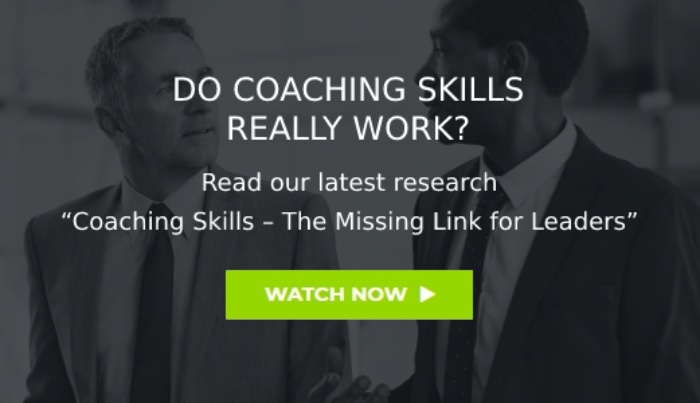 DO COACHING SKILLS
REALLY WORK?
Read our latest research
“Coaching Skills – The Missing Link for Leaders”
WATCH NOW